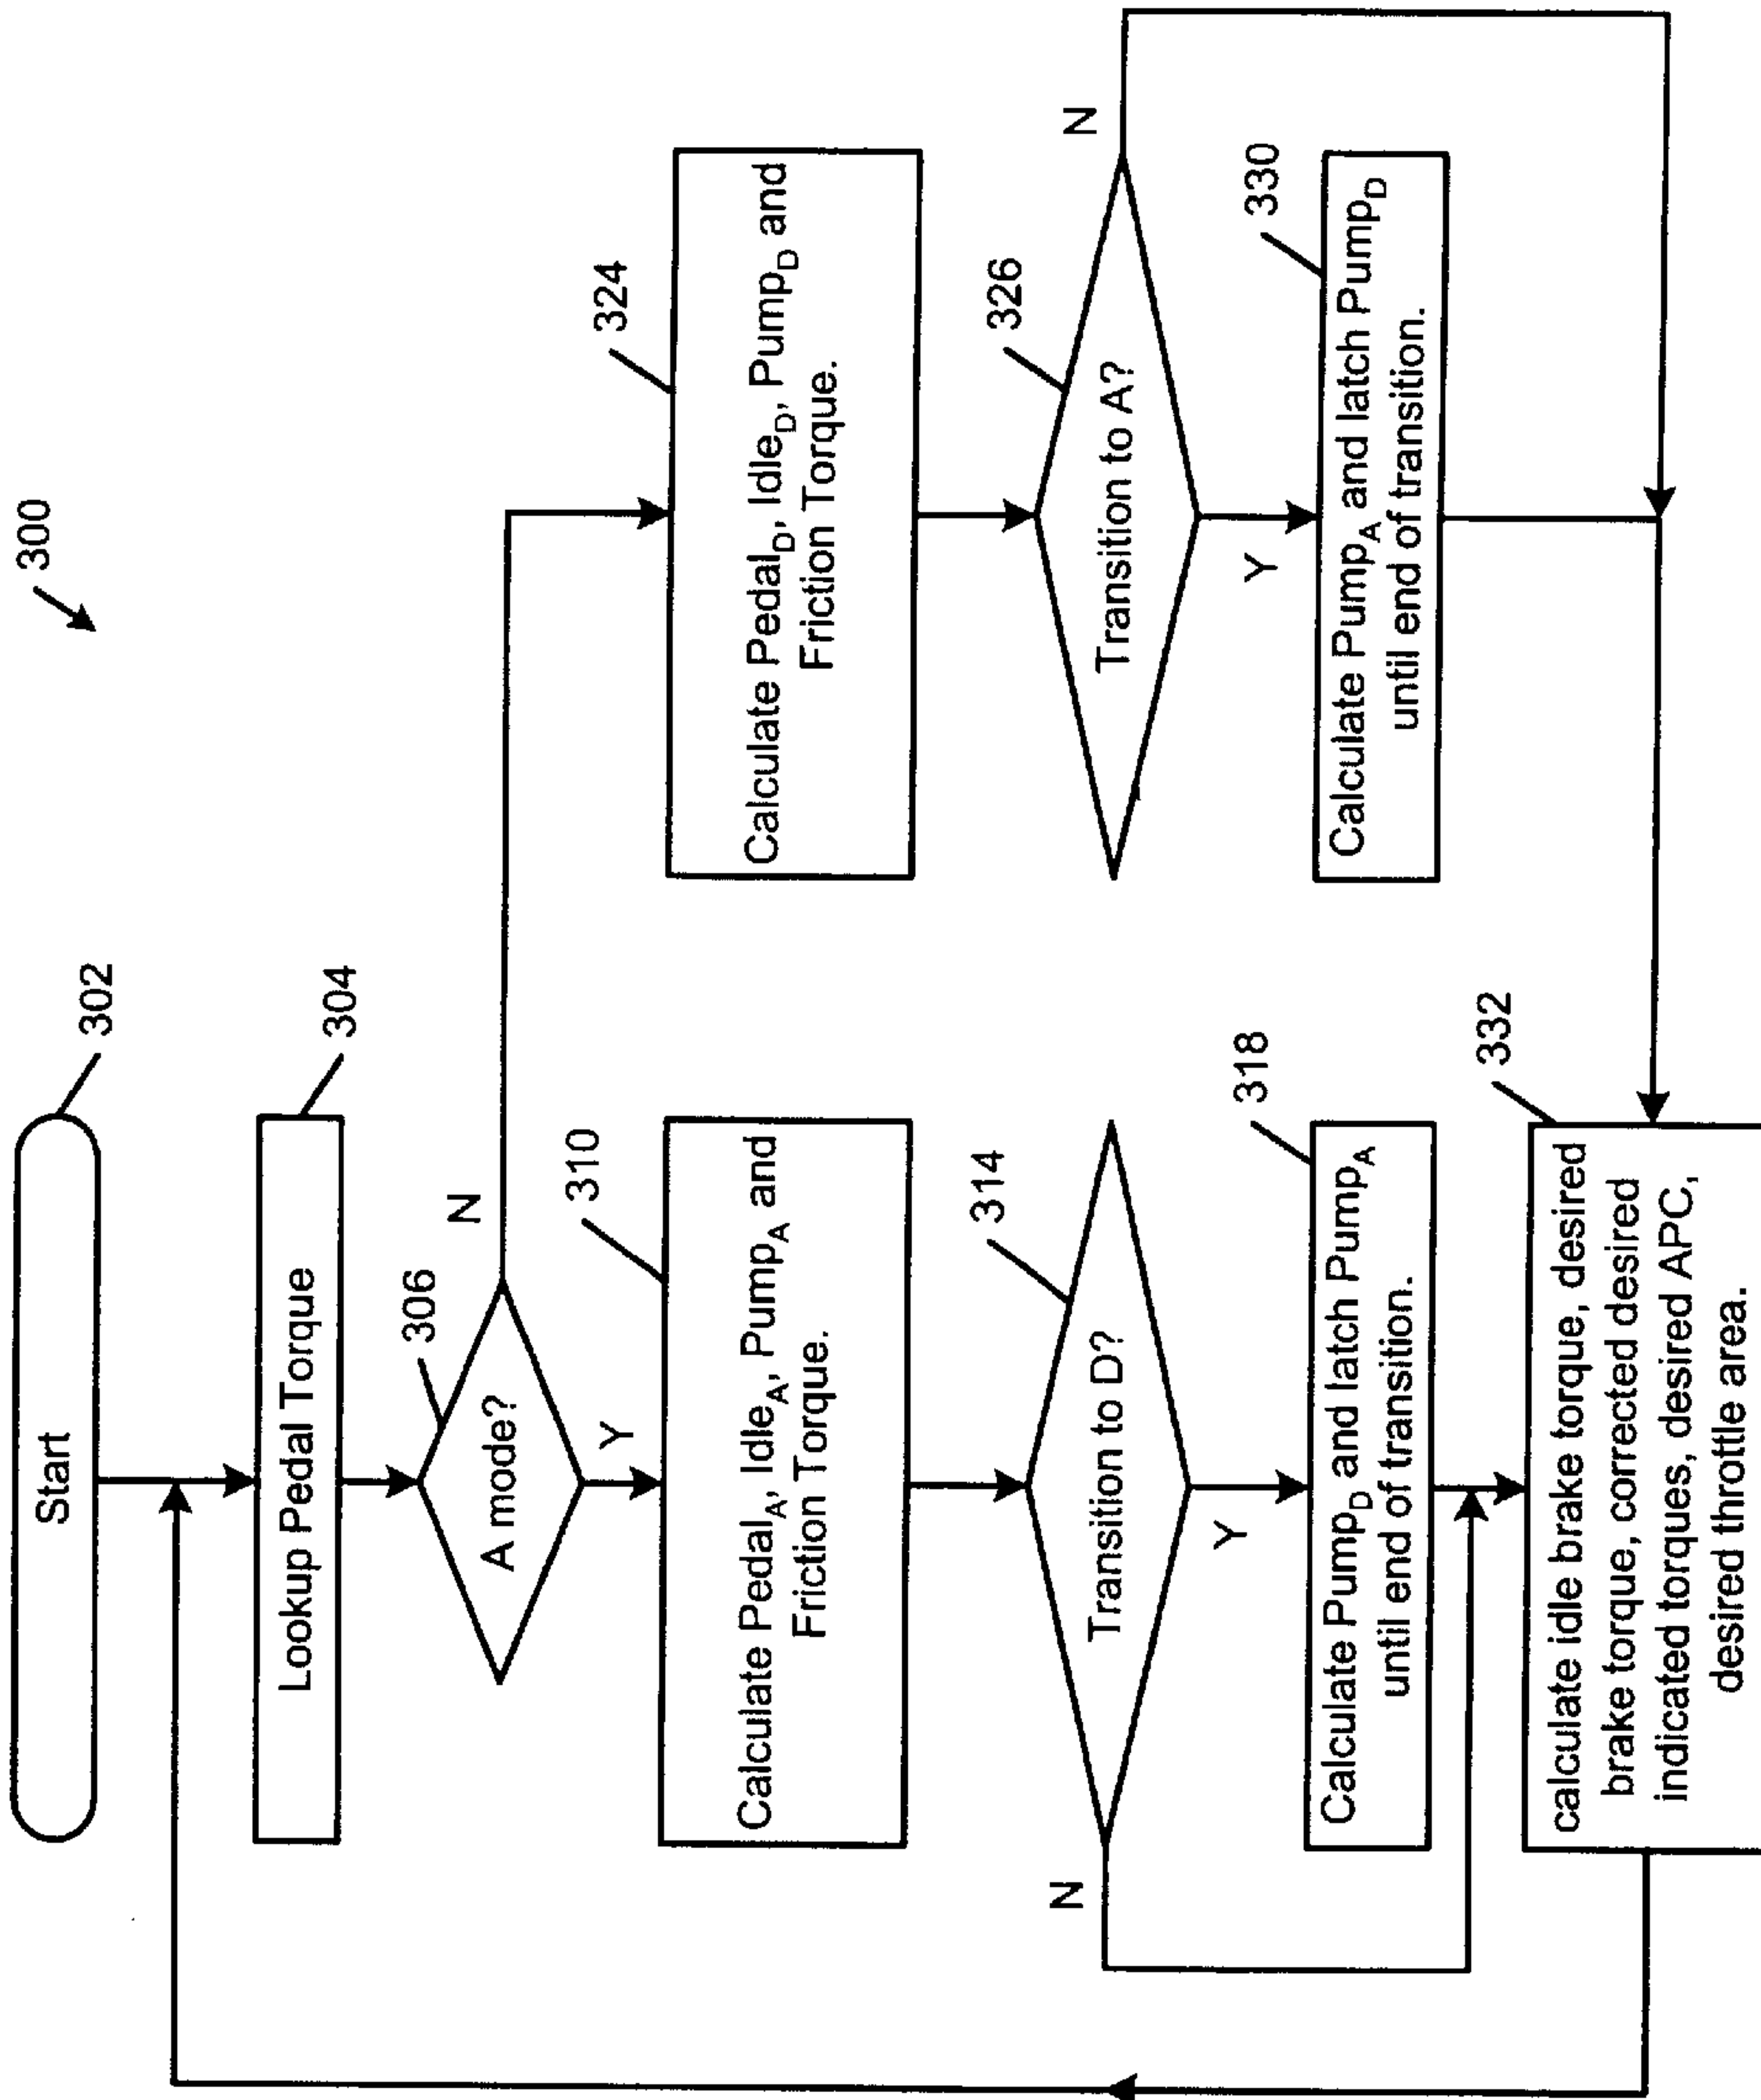 300
Start
302
Lookup Pedal Torque
304
A mode?
306
N
Y
Calculate Pedal_A, Idle_A, Pump_A and
Friction Torque.
310
Transition to D?
314
N
Y
Calculate Pump_D and latch Pump_A
until end of transition.
318
Calculate Pedal_D, Idle_D, Pump_D and
Friction Torque.
324
Transition to A?
326
N
Y
Calculate Pump_A and latch Pump_D
until end of transition.
330
calculate idle brake torque, desired
brake torque, corrected desired
indicated torques, desired APC,
desired throttle area.
332